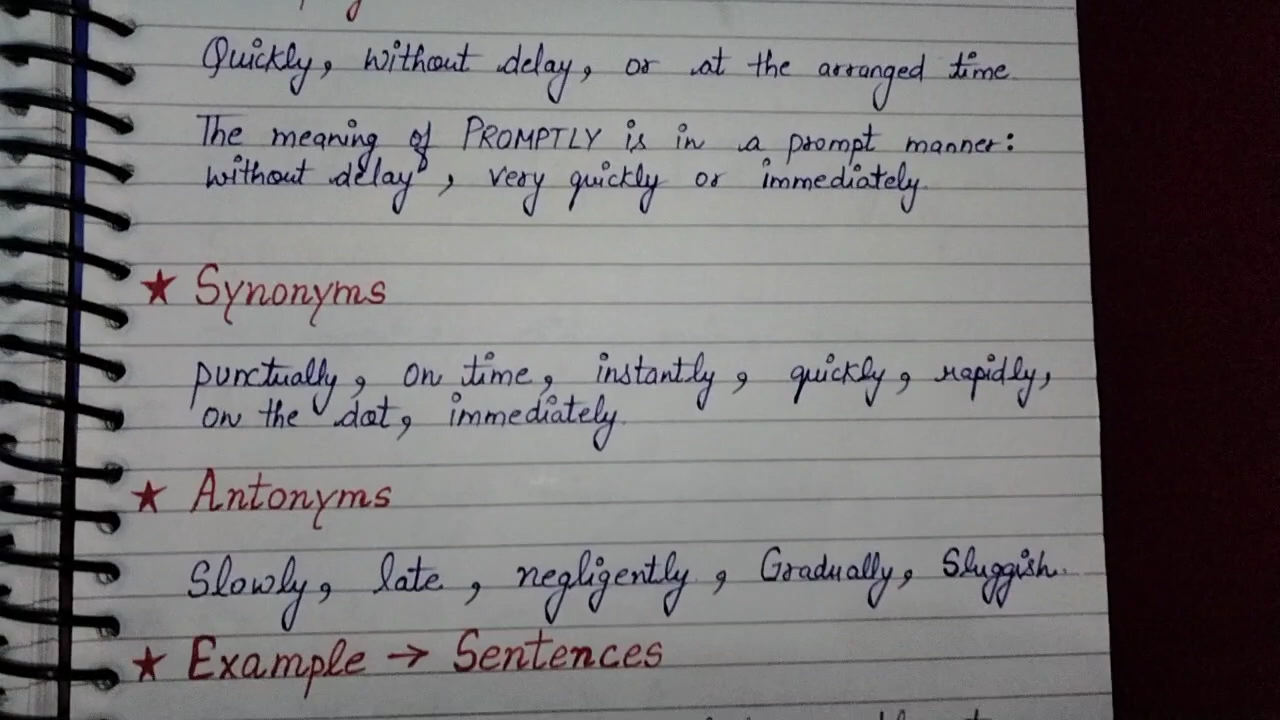 Quickly, without delay, or at the arranged time
The meaning of PROMPTLY is in a prompt manner:
without delay, very quickly or immediately.
★ Synonyms
punctually, on time, instantly, quickly, rapidly,
on the dot, immediately.
★ Antonyms
Slowly, late, negligently, Gradually, Sluggish.
★ Example → Sentences